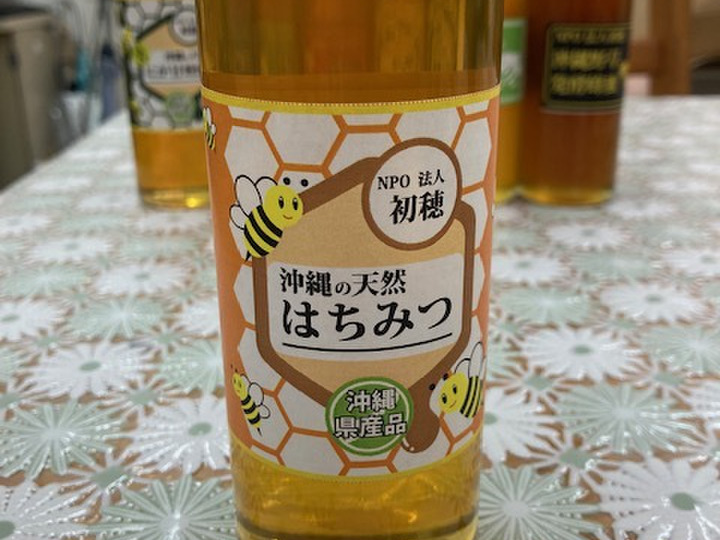 NPO 法人
初穂
沖縄の天然
はちみつ
沖縄
県産品